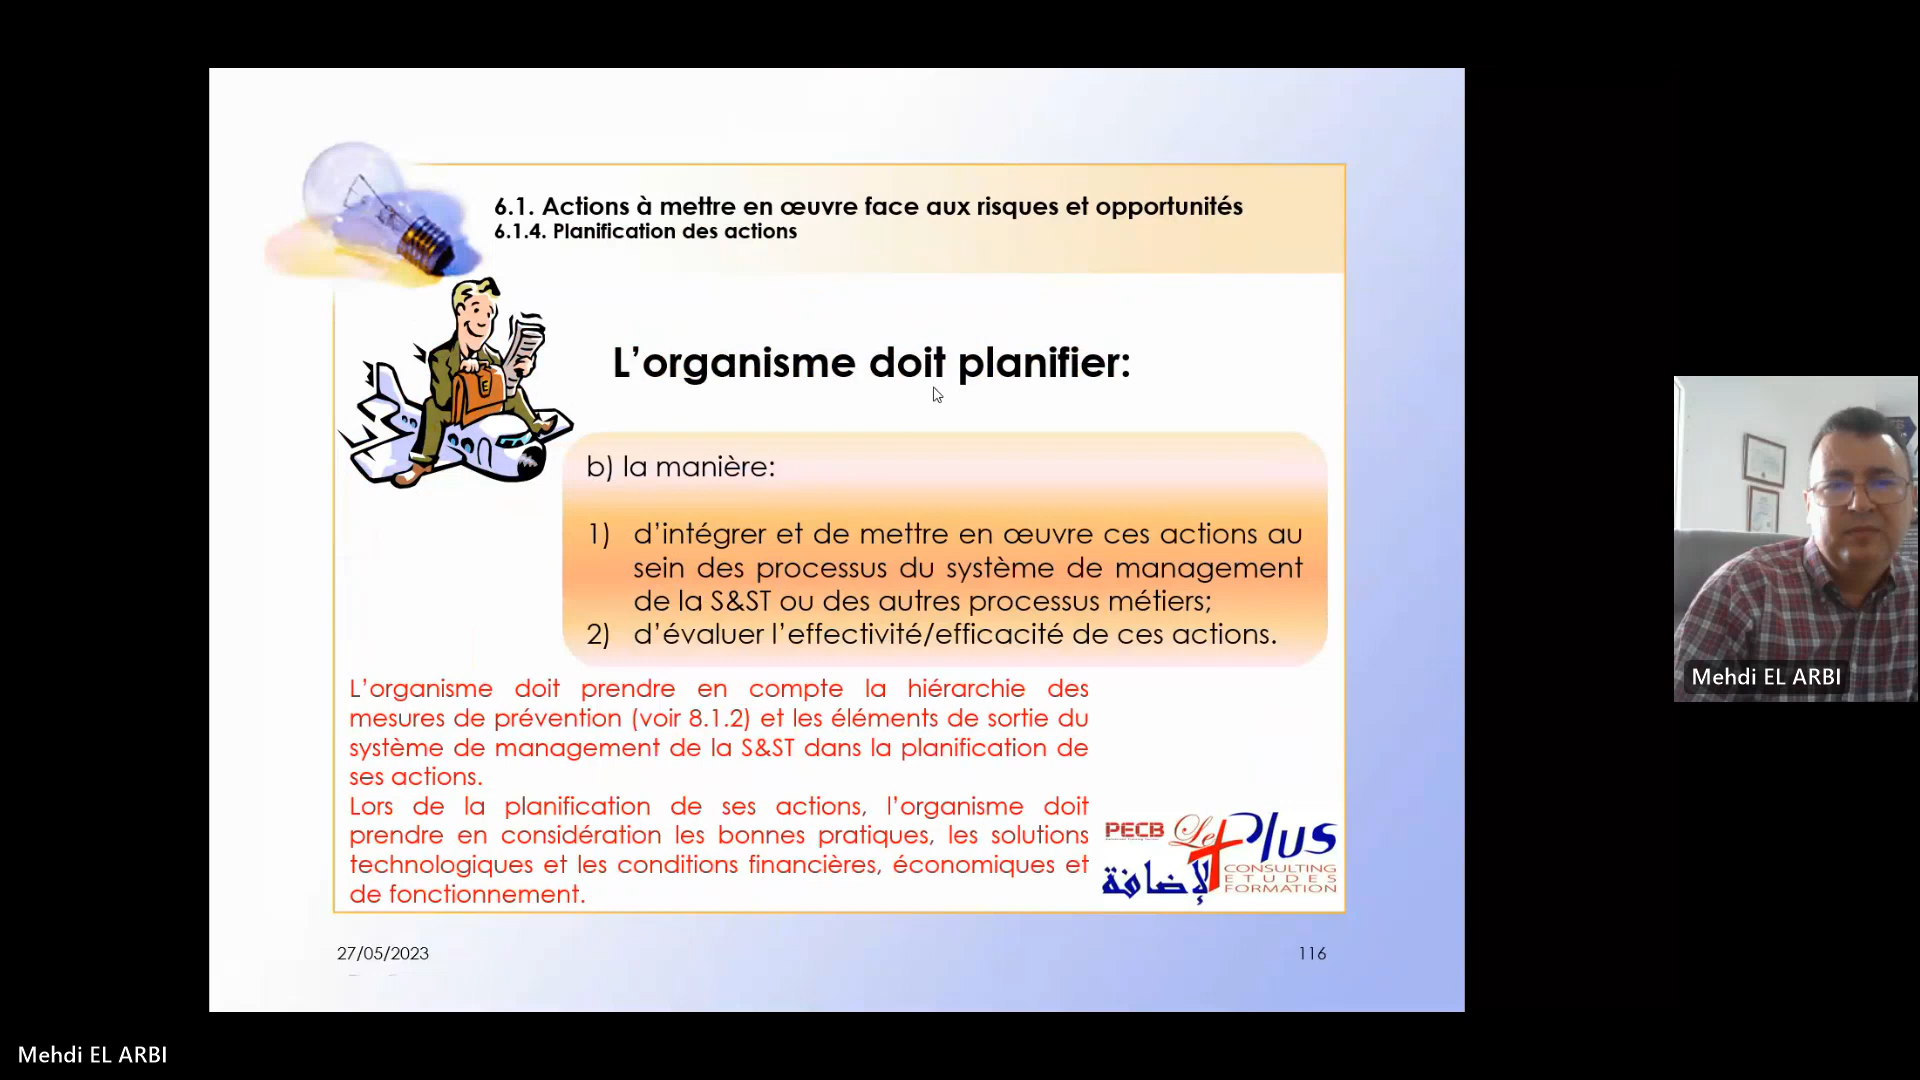 6.1. Actions à mettre en œuvre face aux risques et opportunités
6.1.4. Planification des actions
L’organisme doit planifier:
b) la manière:
1) d’intégrer et de mettre en œuvre ces actions au
sein des processus du système de management
de la S&ST ou des autres processus métiers;
2) d’évaluer l’effectivité/efficacité de ces actions.
L’organisme doit prendre en compte la hiérarchie des
mesures de prévention (voir 8.1.2) et les éléments de sortie du
système de management de la S&ST dans la planification de
ses actions.
Lors de la planification de ses actions, l’organisme doit
prendre en considération les bonnes pratiques, les solutions
technologiques et les conditions financières, économiques et
de fonctionnement.
PECB Le Plus
الإضافة
CONSULTING
ETUDES
FORMATION
27/05/2023
116
Mehdi EL ARBI
Mehdi EL ARBI